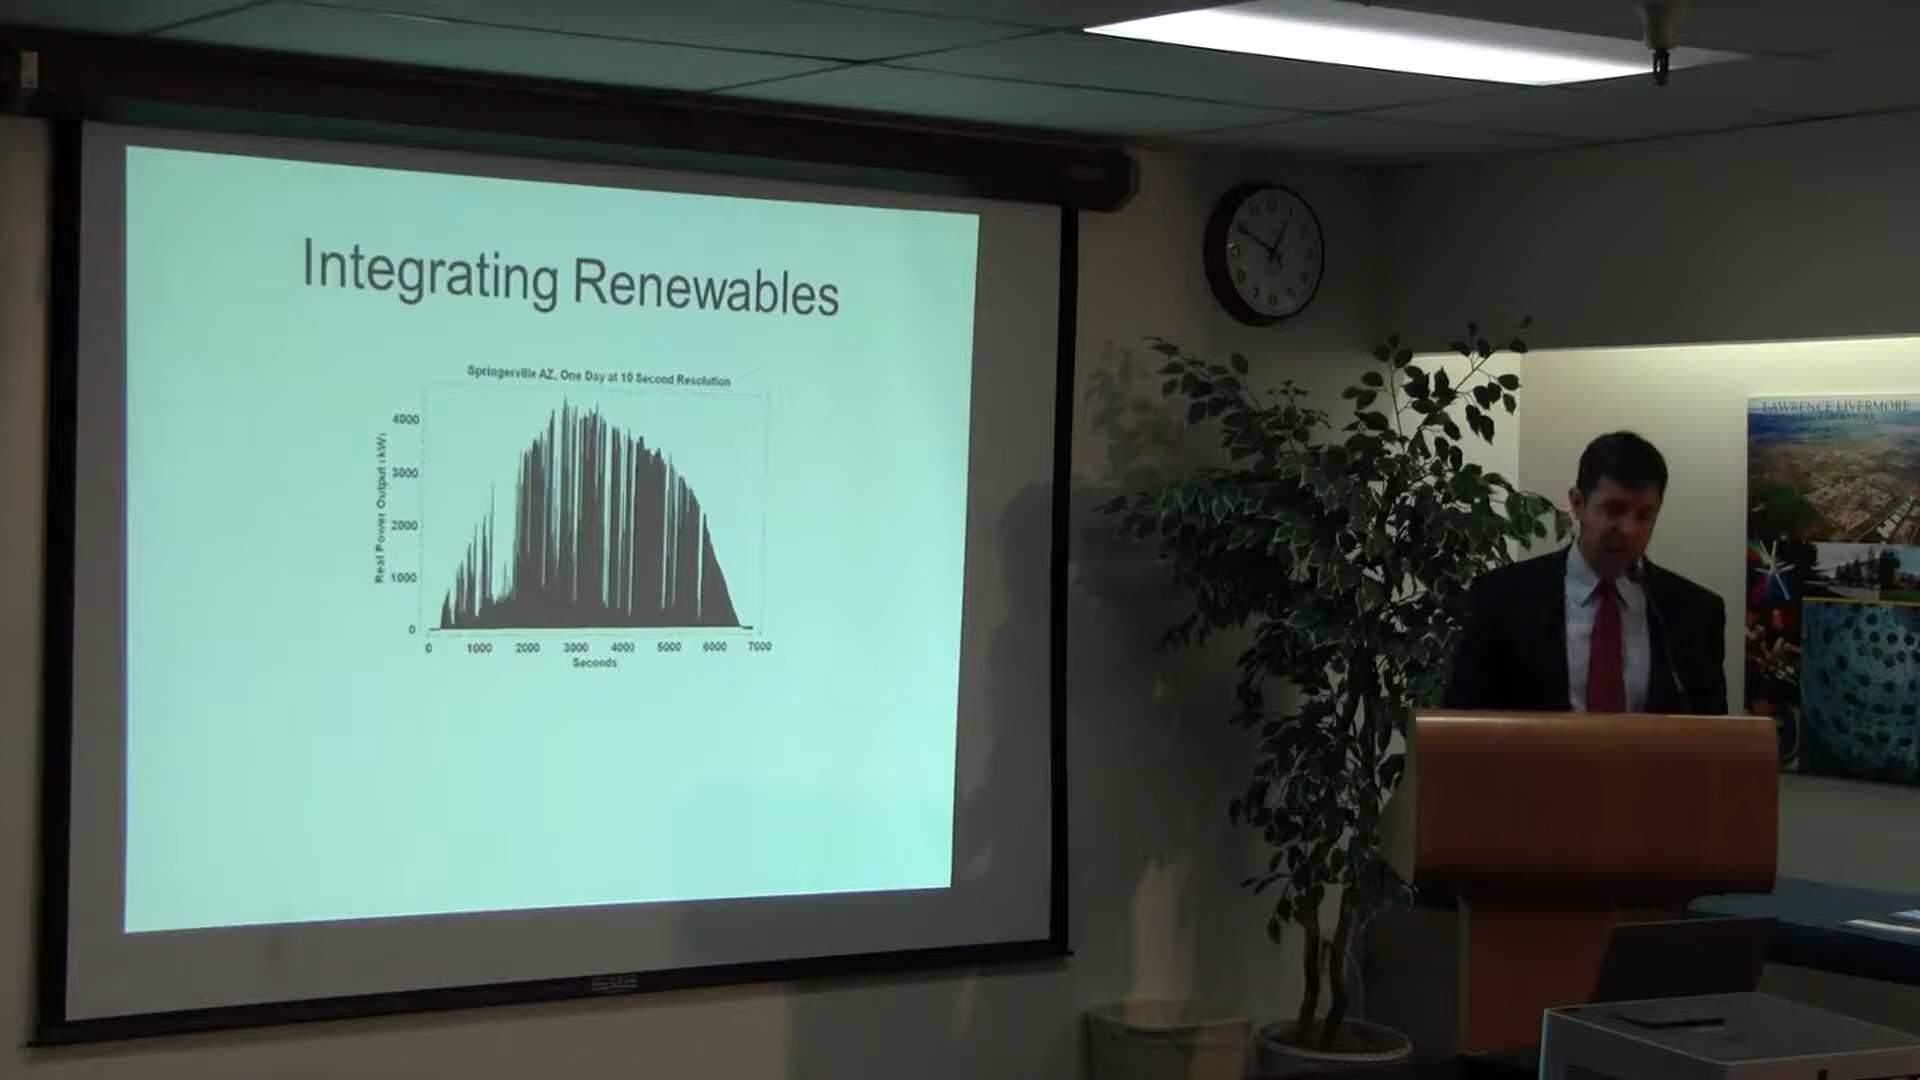 Integrating Renewables
Springerville AZ, One Day at 10 Second Resolution
Real Power Output (kW)
4000
3000
2000
1000
0
0 1000 2000 3000 4000 5000 6000 7000
Seconds
LAWRENCE LIVERMORE